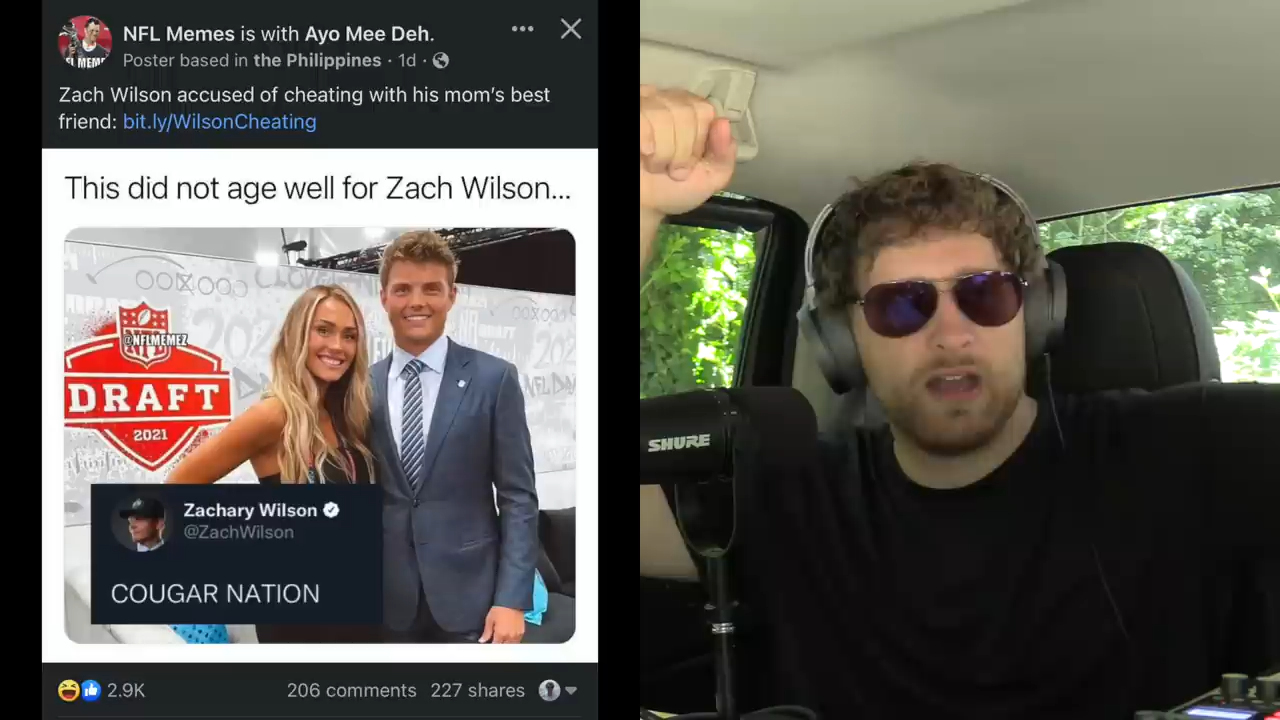 NFL Memes is with Ayo Mee Deh.
Poster based in the Philippines · 1d ·
Zach Wilson accused of cheating with his mom's best
friend: bit.ly/WilsonCheating
This did not age well for Zach Wilson...
@NFLMEMEZ
DRAFT
2021
Zachary Wilson
@ZachWilson
COUGAR NATION
2.9K 206 comments 227 shares
SHURE